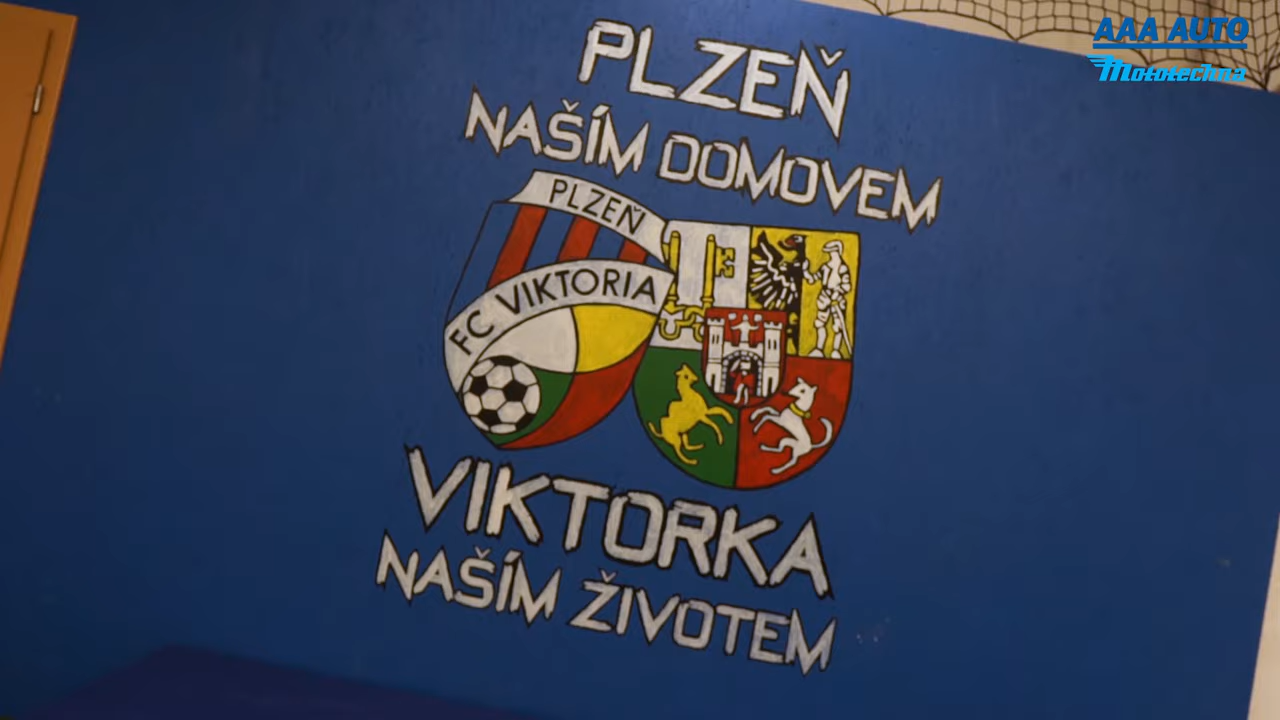 AAA AUTO
Mototechna
PLZEŇ
NAŠÍM DOMOVEM
PLZEŇ
FC VIKTORIA
VIKTORKA
NAŠÍM ŽIVOTEM